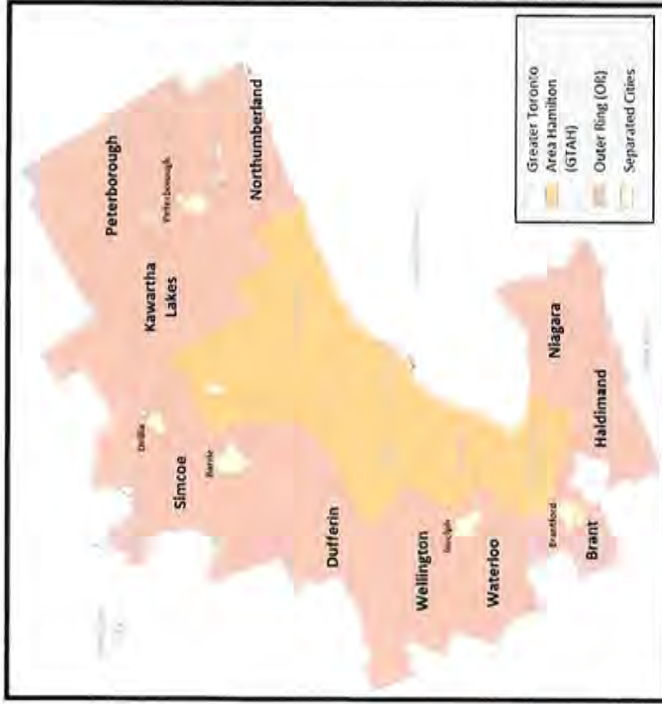 Peterborough
Peterborough
Northumberland
Kawartha
Lakes
Orillia
Simcoe
Barrie
Dufferin
Wellington
Guelph
Waterloo
Brantford
Brant
Niagara
Haldimand
Greater Toronto
Area Hamilton
(GTAH)
Outer Ring (OR)
Separated Cities